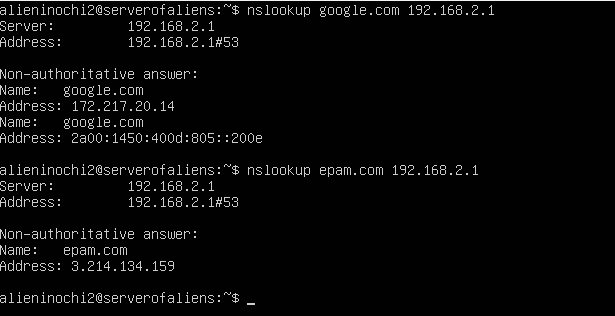 alieninochi2@serverofaliens:~$ nslookup google.com 192.168.2.1
Server:         192.168.2.1
Address:        192.168.2.1#53

Non-authoritative answer:
Name:   google.com
Address: 172.217.20.14
Name:   google.com
Address: 2a00:1450:400d:805::200e

alieninochi2@serverofaliens:~$ nslookup epam.com 192.168.2.1
Server:         192.168.2.1
Address:        192.168.2.1#53

Non-authoritative answer:
Name:   epam.com
Address: 3.214.134.159

alieninochi2@serverofaliens:~$ _